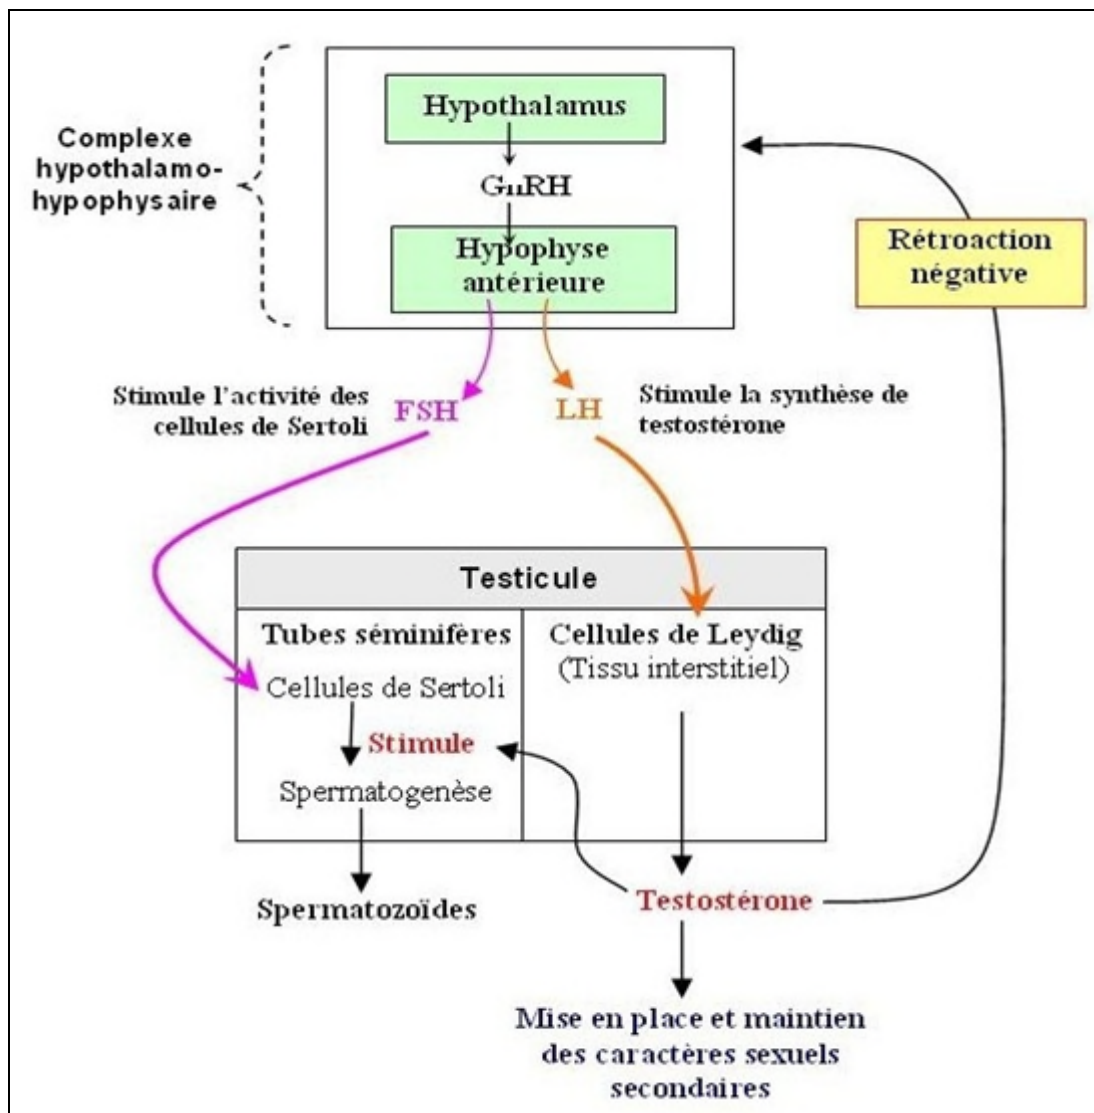 Hypothalamus
Complexe
hypothalamo-
hypophysaire
GnRH
Hypophyse
antérieure
Rétroaction
négative
Stimule l'activité des
cellules de Sertoli
FSH
LH
Stimule la synthèse de
testostérone
Testicule
Tubes séminifères
Cellules de Sertoli
Stimule
Spermatogenèse
Cellules de Leydig
(Tissu interstitiel)
Spermatozoïdes
Testostérone
Mise en place et maintien
des caractères sexuels
secondaires